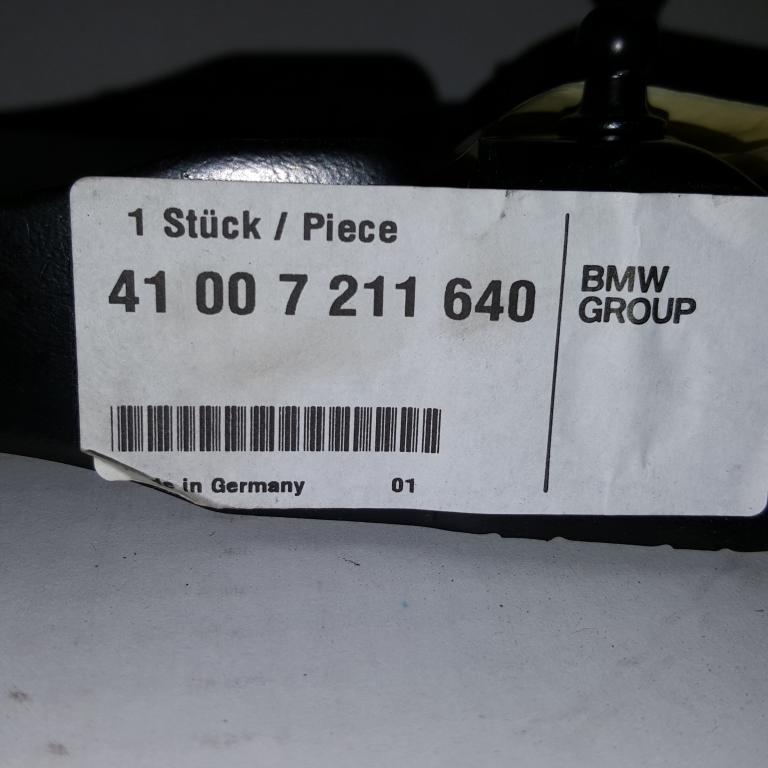 1 Stück / Piece
41 00 7 211 640
BMW
GROUP
in Germany 01